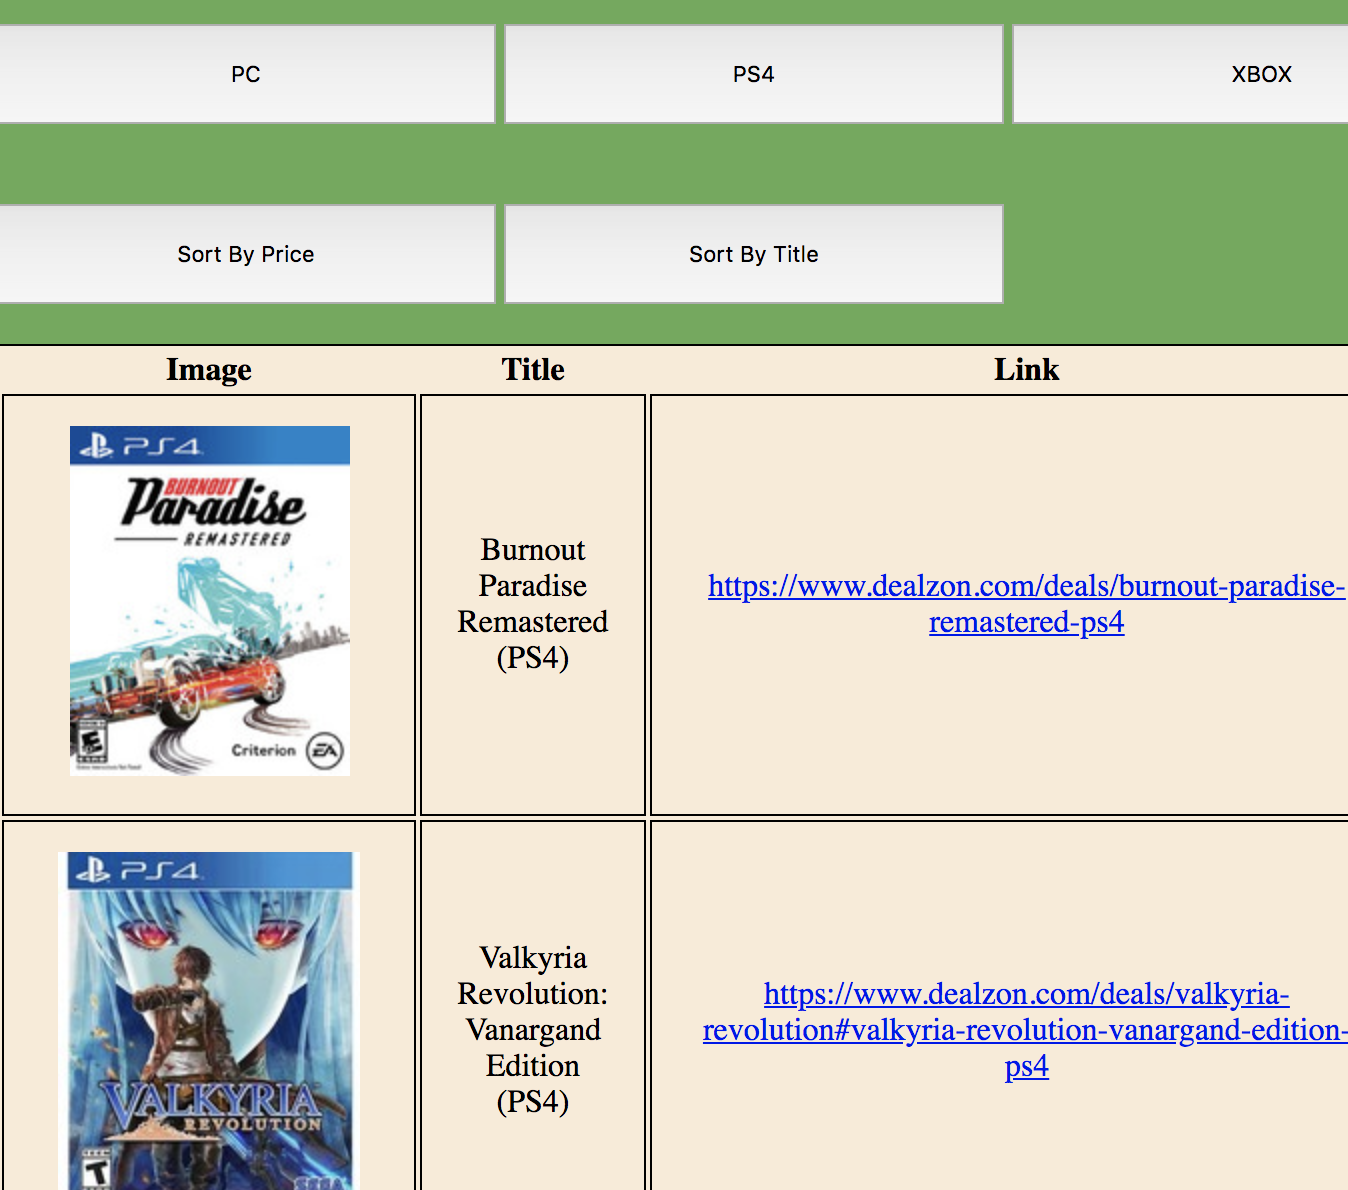 PC PS4 XBOX
Sort By Price Sort By Title
Image Title Link
PS4
BURNOUT
Paradise
REMASTERED
E
Criterion EA
Burnout
Paradise
Remastered
(PS4)
https://www.dealzon.com/deals/burnout-paradise-
remastered-ps4
PS4
VALKYRIA
REVOLUTION
TEEN
T
SEGA
Valkyria
Revolution:
Vanargand
Edition
(PS4)
https://www.dealzon.com/deals/valkyria-
revolution#valkyria-revolution-vanargand-edition-
ps4